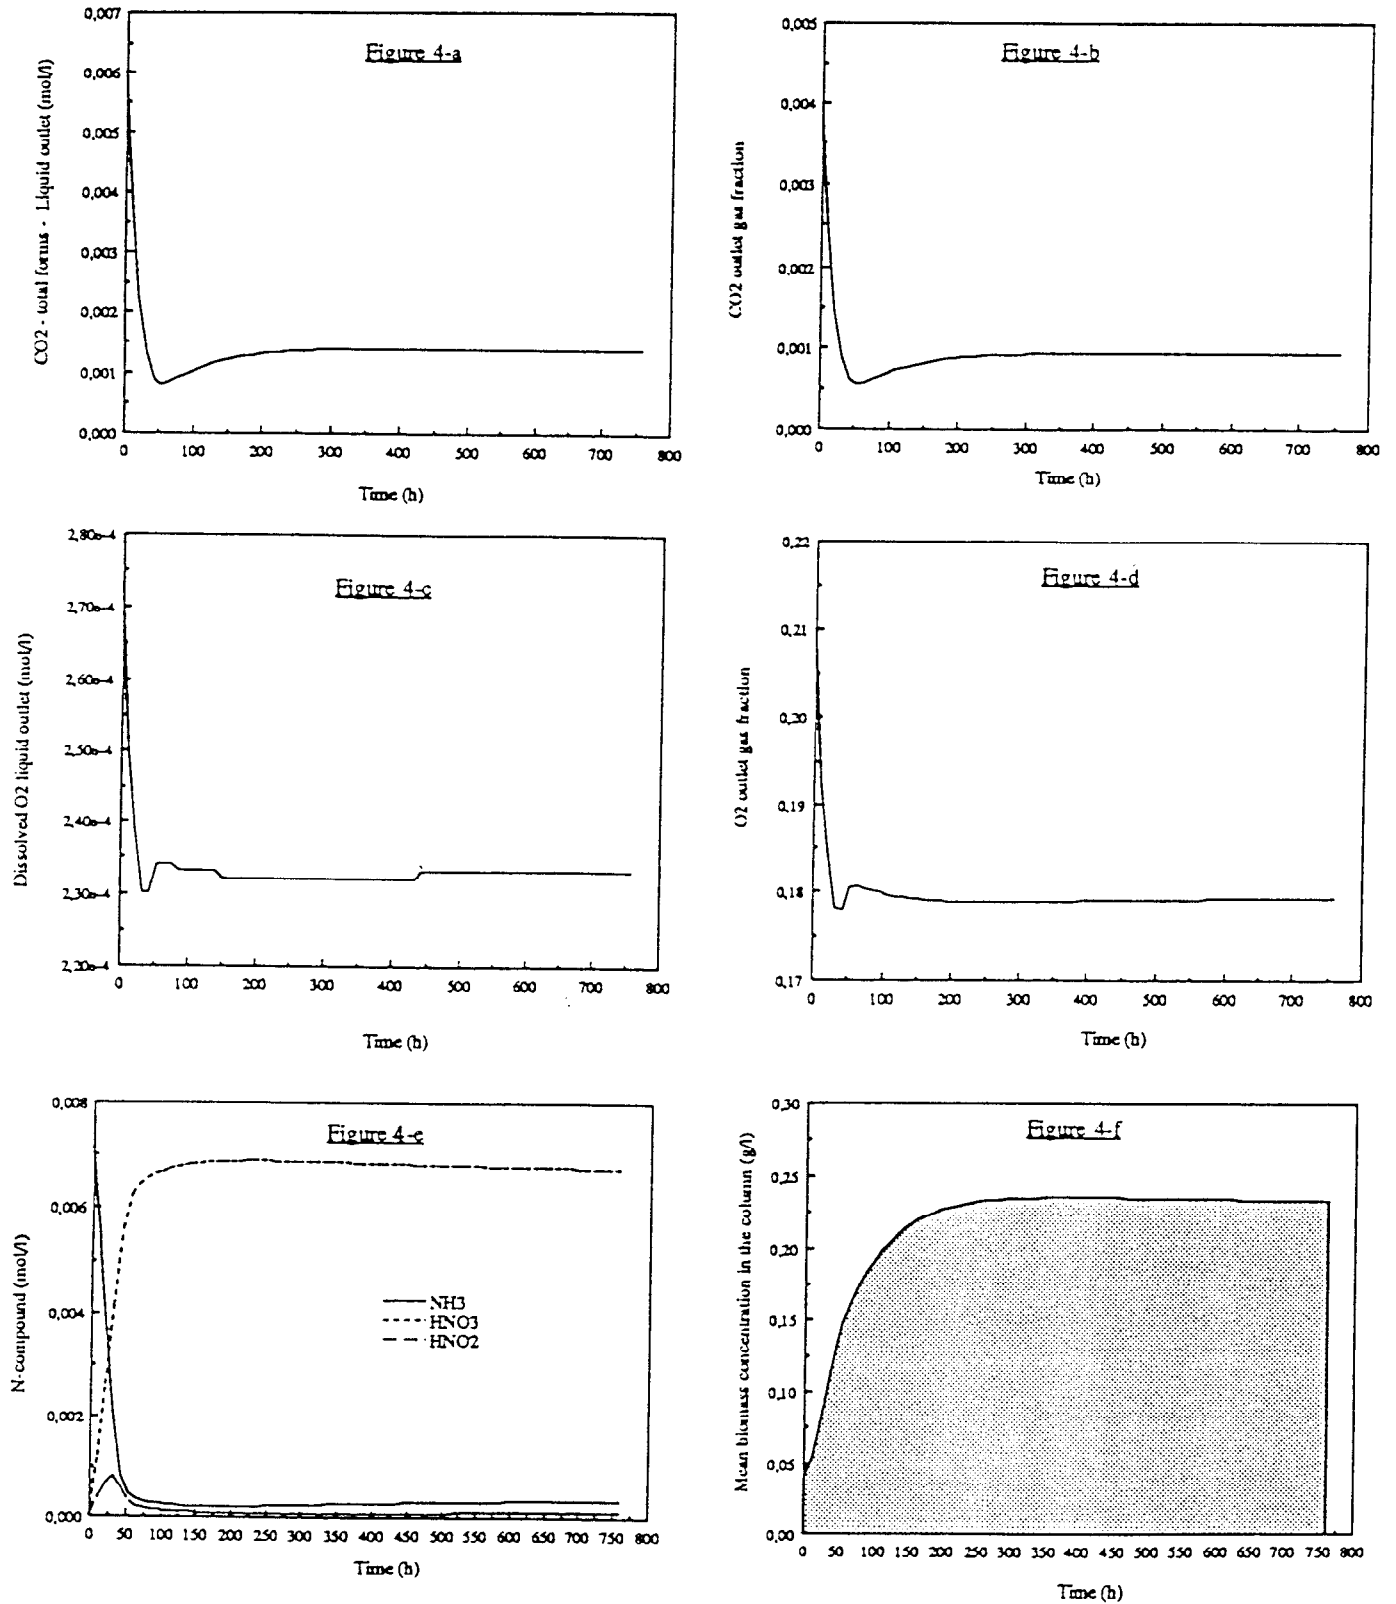 Figure 4-a
CO2 - total forms - Liquid outlet (mol/l)
0,007
0,006
0,005
0,004
0,003
0,002
0,001
0,000
0 100 200 300 400 500 600 700 800
Time (h)
Figure 4-b
CO2 outlet gas fraction
0,005
0,004
0,003
0,002
0,001
0,000
0 100 200 300 400 500 600 700 800
Time (h)
Figure 4-c
Dissolved O2 liquid outlet (mol/l)
2,80e-4
2,70e-4
2,60e-4
2,50e-4
2,40e-4
2,30e-4
2,20e-4
0 100 200 300 400 500 600 700 800
Time (h)
Figure 4-d
O2 outlet gas fraction
0,22
0,21
0,20
0,19
0,18
0,17
0 100 200 300 400 500 600 700 800
Time (h)
Figure 4-e
N-compound (mol/l)
0,008
0,006
0,004
0,002
0,000
NH3
HNO3
HNO2
0 50 100 150 200 250 300 350 400 450 500 550 600 650 700 750 800
Time (h)
Figure 4-f
Mean biomass concentration in the column (g/l)
0,30
0,25
0,20
0,15
0,10
0,05
0,00
0 50 100 150 200 250 300 350 400 450 500 550 600 650 700 750 800
Time (h)